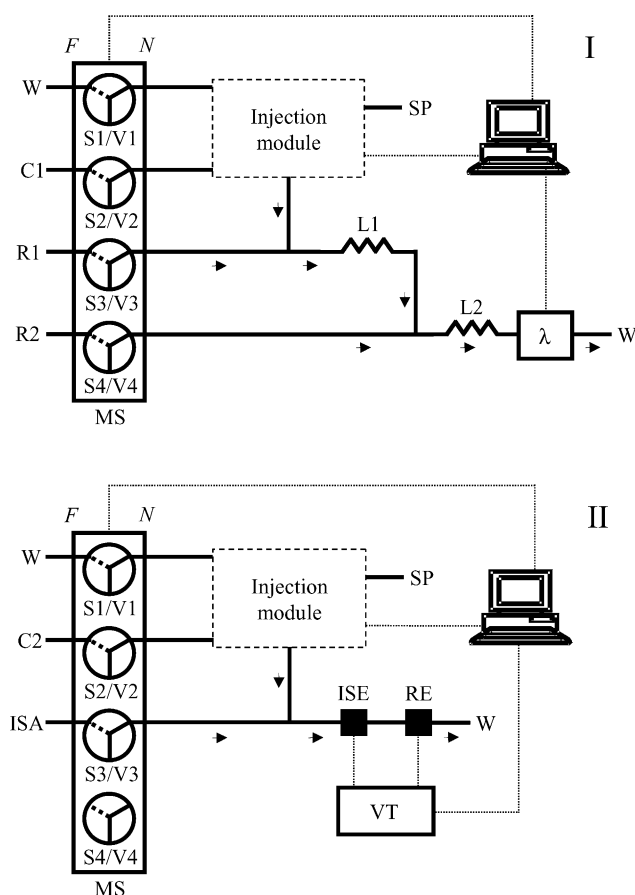 I
F N
W
S1/V1
Injection
module
SP
C1
S2/V2
R1
L1
S3/V3
R2
L2
λ
W
S4/V4
MS
II
F N
W
S1/V1
Injection
module
SP
C2
S2/V2
ISE RE
ISA
W
S3/V3
VT
S4/V4
MS